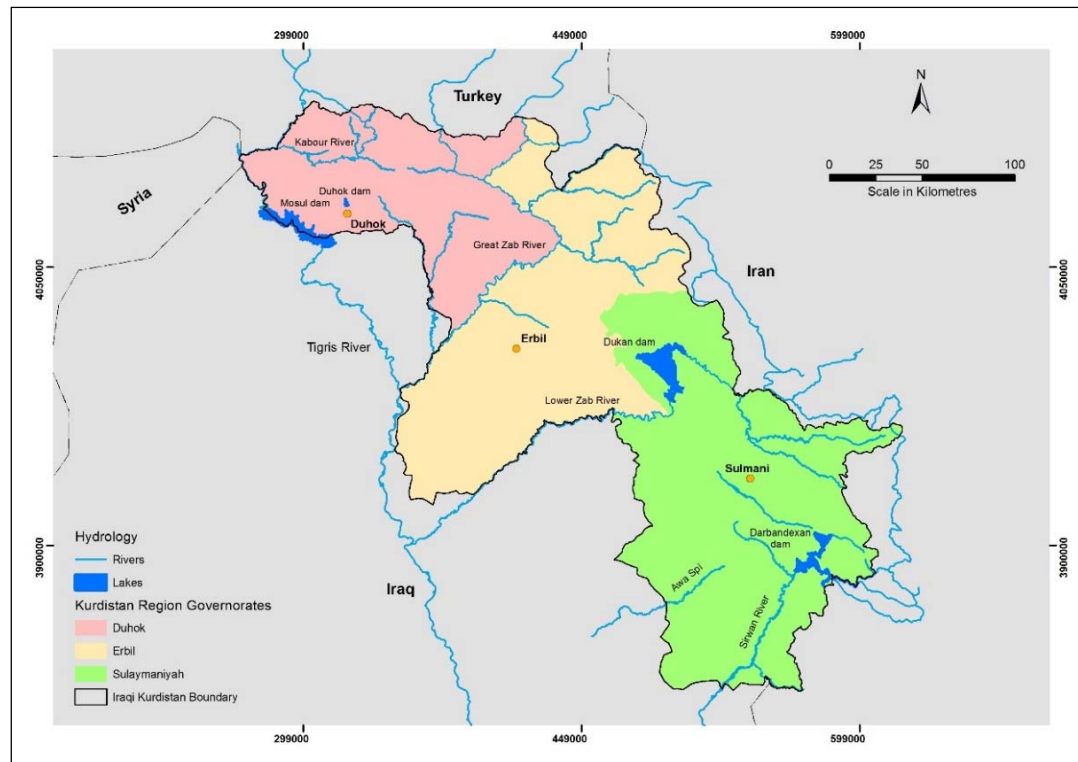 299000
449000
599000
Turkey
N
Kabour River
0 25 50 100
Scale in Kilometres
Syria
Duhok dam
Mosul dam
Duhok
Great Zab River
Iran
4050000
4050000
Tigris River
Erbil
Dukan dam
Lower Zab River
Sulmani
Darbandexan
dam
Hydrology
Rivers
Lakes
3900000
3900000
Iraq
Awa Spi
Sirwan River
Kurdistan Region Governorates
Duhok
Erbil
Sulaymaniyah
Iraqi Kurdistan Boundary
299000
449000
599000